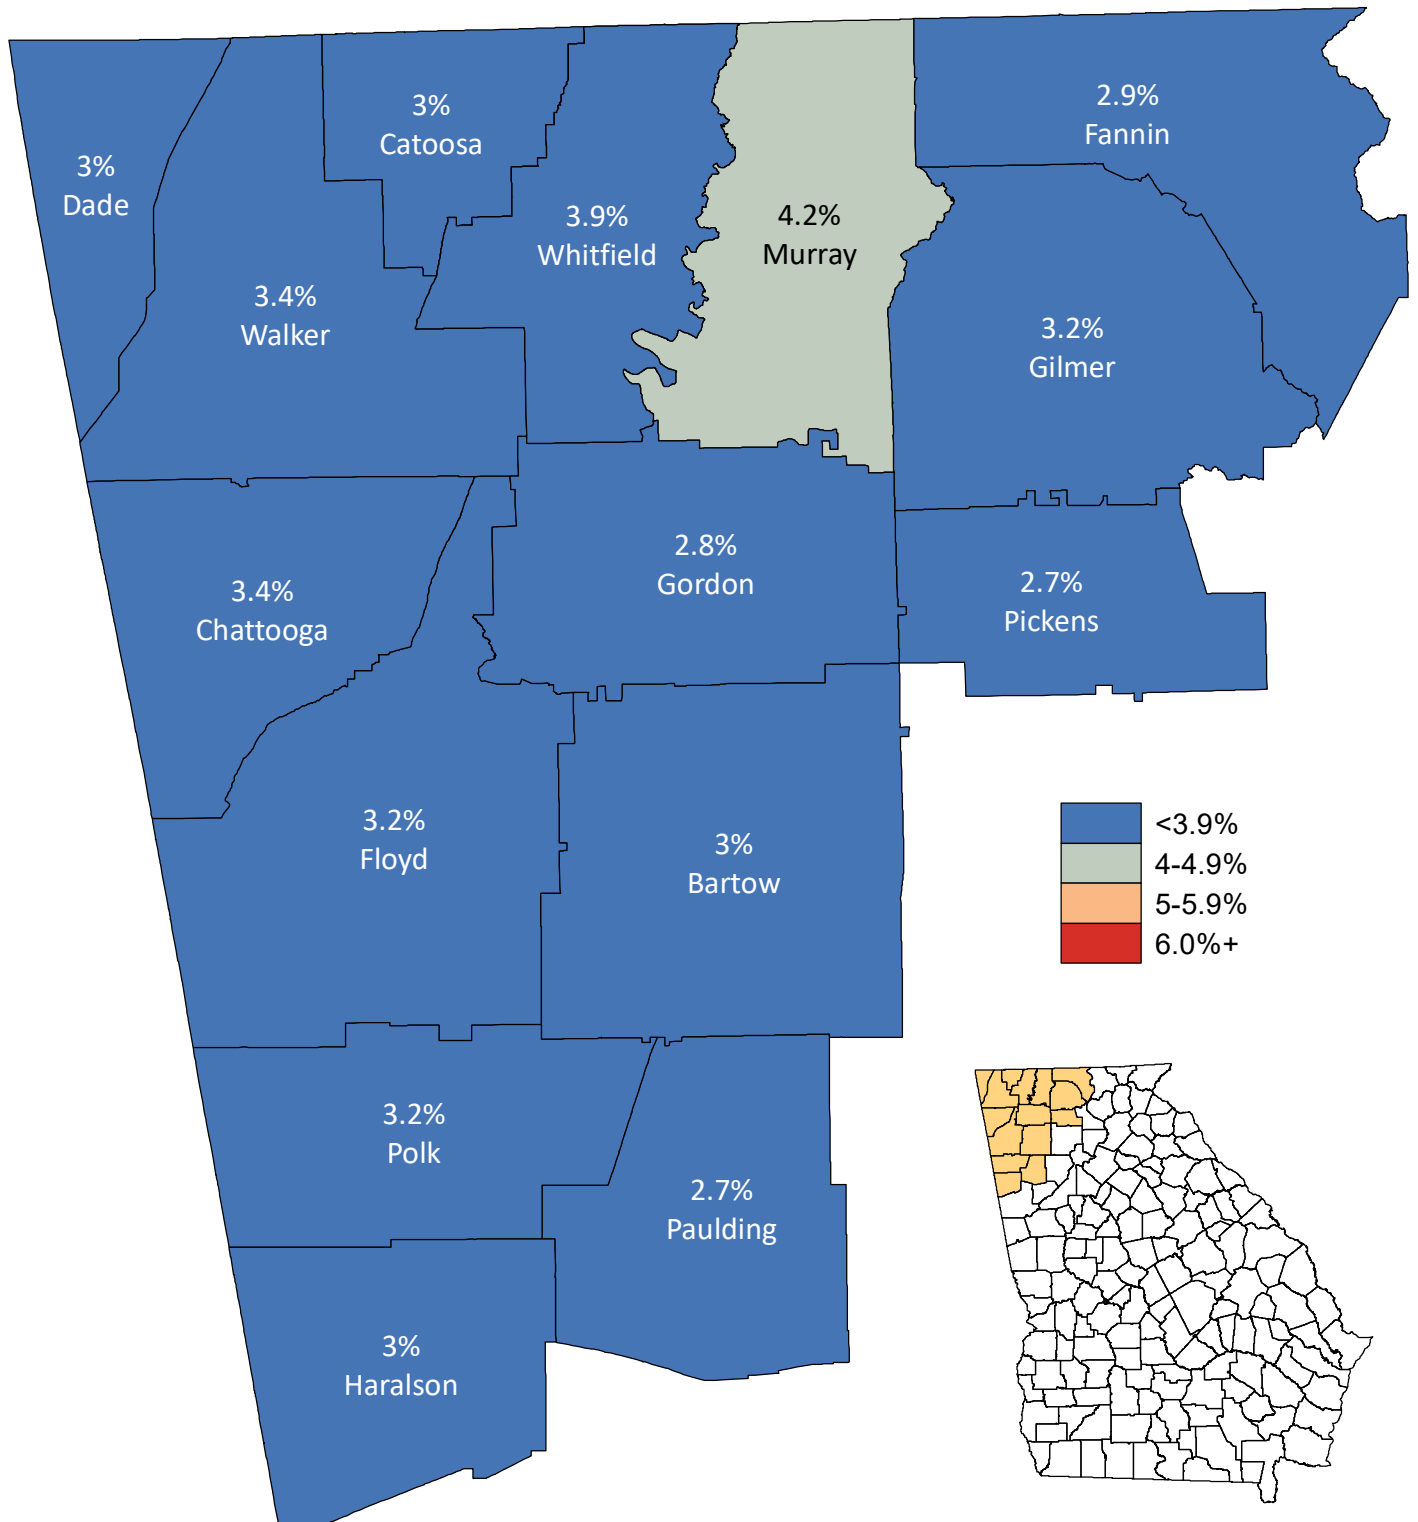 3%
Dade
3%
Catoosa
3.4%
Walker
3.9%
Whitfield
4.2%
Murray
2.9%
Fannin
3.2%
Gilmer
3.4%
Chattooga
2.8%
Gordon
2.7%
Pickens
3.2%
Floyd
3%
Bartow
3.2%
Polk
2.7%
Paulding
3%
Haralson
<3.9%
4-4.9%
5-5.9%
6.0%+